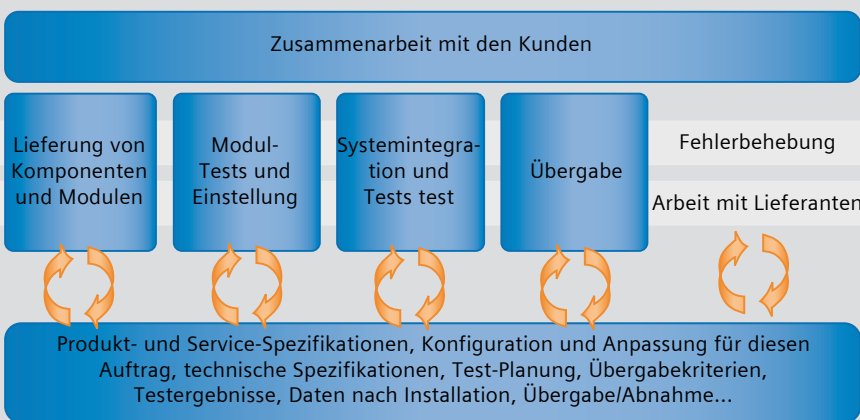 Zusammenarbeit mit den Kunden
Lieferung von
Komponenten
und Modulen
Modul-
Tests und
Einstellung
Systemintegra-
tion und
Tests test
Übergabe
Fehlerbehebung
Arbeit mit Lieferanten
Produkt- und Service-Spezifikationen, Konfiguration und Anpassung für diesen
Auftrag, technische Spezifikationen, Test-Planung, Übergabekriterien,
Testergebnisse, Daten nach Installation, Übergabe/Abnahme...